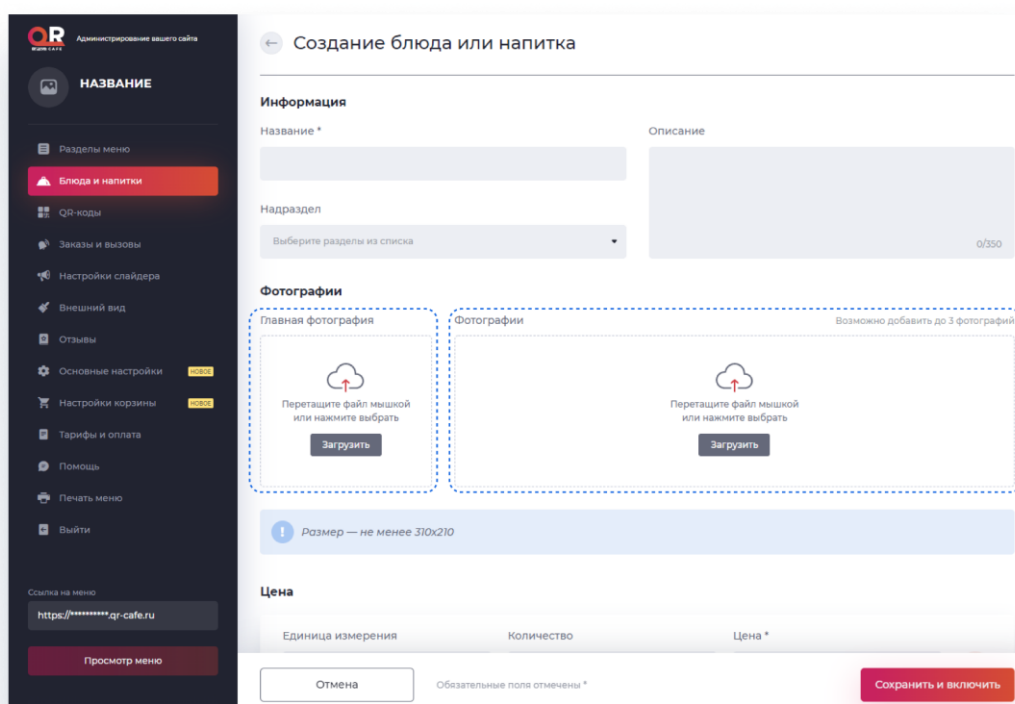 QR
Администрирование вашего сайта
НАЗВАНИЕ
Разделы меню
Блюда и напитки
QR-коды
Заказы и вызовы
Настройки слайдера
Внешний вид
Отзывы
Основные настройки НОВОЕ
Настройки корзины НОВОЕ
Тарифы и оплата
Помощь
Печать меню
Выйти
Ссылка на меню
https://**********.qr-cafe.ru
Просмотр меню
Создание блюда или напитка
Информация
Название *
Описание
0/350
Надраздел
Выберите разделы из списка
Фотографии
Главная фотография
Перетащите файл мышкой
или нажмите выбрать
Загрузить
Фотографии
Возможно добавить до 3 фотографий
Перетащите файл мышкой
или нажмите выбрать
Загрузить
Размер — не менее 310x210
Цена
Единица измерения
Количество
Цена *
Отмена
Обязательные поля отмечены *
Сохранить и включить